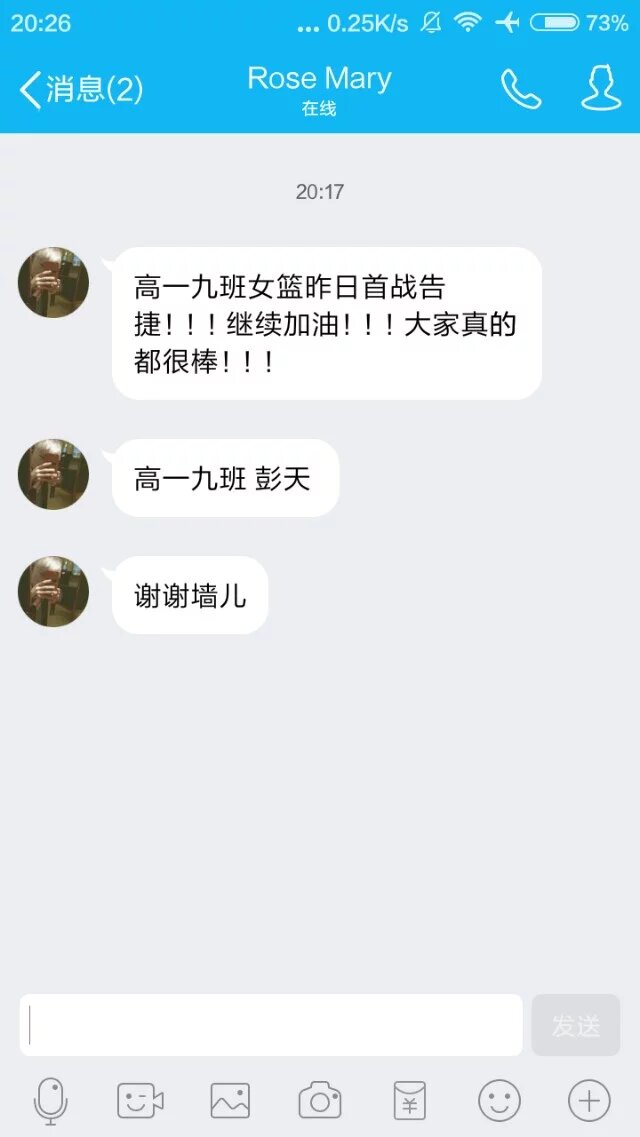 20:26
... 0.25K/s
73%
消息(2)
Rose Mary
在线
20:17
高一九班女篮昨日首战告
捷！！！继续加油！！！大家真的
都很棒！！！
高一九班 彭天
谢谢墙儿
发送
¥